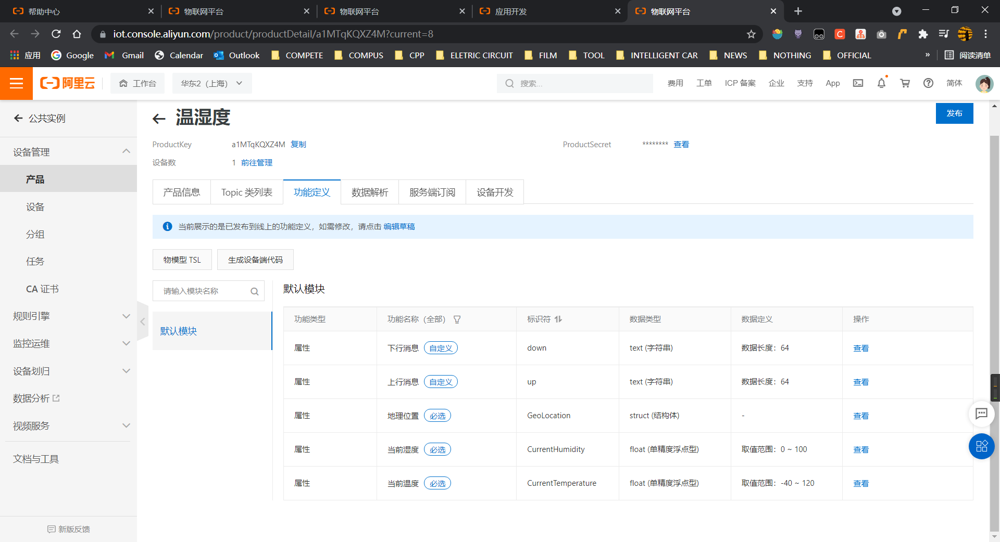 帮助中心
物联网平台
物联网平台
应用开发
物联网平台
iot.console.aliyun.com/product/productDetail/a1MTqKQXZ4M?current=8
应用
Google
Gmail
Calendar
Outlook
COMPETE
COMPUS
CPP
ELETRIC CIRCUIT
FILM
TOOL
INTELLIGENT CAR
NEWS
NOTHING
OFFICIAL
»
阅读清单
阿里云
工作台
华东2（上海）
搜索...
费用
工单
ICP 备案
企业
支持
App
简体
公共实例
设备管理
产品
设备
分组
任务
CA 证书
规则引擎
监控运维
设备划归
数据分析
视频服务
文档与工具
新版反馈
温湿度
发布
ProductKey a1MTqKQXZ4M 复制
ProductSecret ******** 查看
设备数 1 前往管理
产品信息 Topic 类列表 功能定义 数据解析 服务端订阅 设备开发
当前展示的是已发布到线上的功能定义，如需修改，请点击 编辑草稿
物模型 TSL 生成设备端代码
请输入模块名称
默认模块
默认模块
功能类型 功能名称（全部） 标识符 数据类型 数据定义 操作
属性 下行消息 自定义 down text (字符串) 数据长度：64 查看
属性 上行消息 自定义 up text (字符串) 数据长度：64 查看
属性 地理位置 必选 GeoLocation struct (结构体) - 查看
属性 当前湿度 必选 CurrentHumidity float (单精度浮点型) 取值范围：0 ~ 100 查看
属性 当前温度 必选 CurrentTemperature float (单精度浮点型) 取值范围：-40 ~ 120 查看